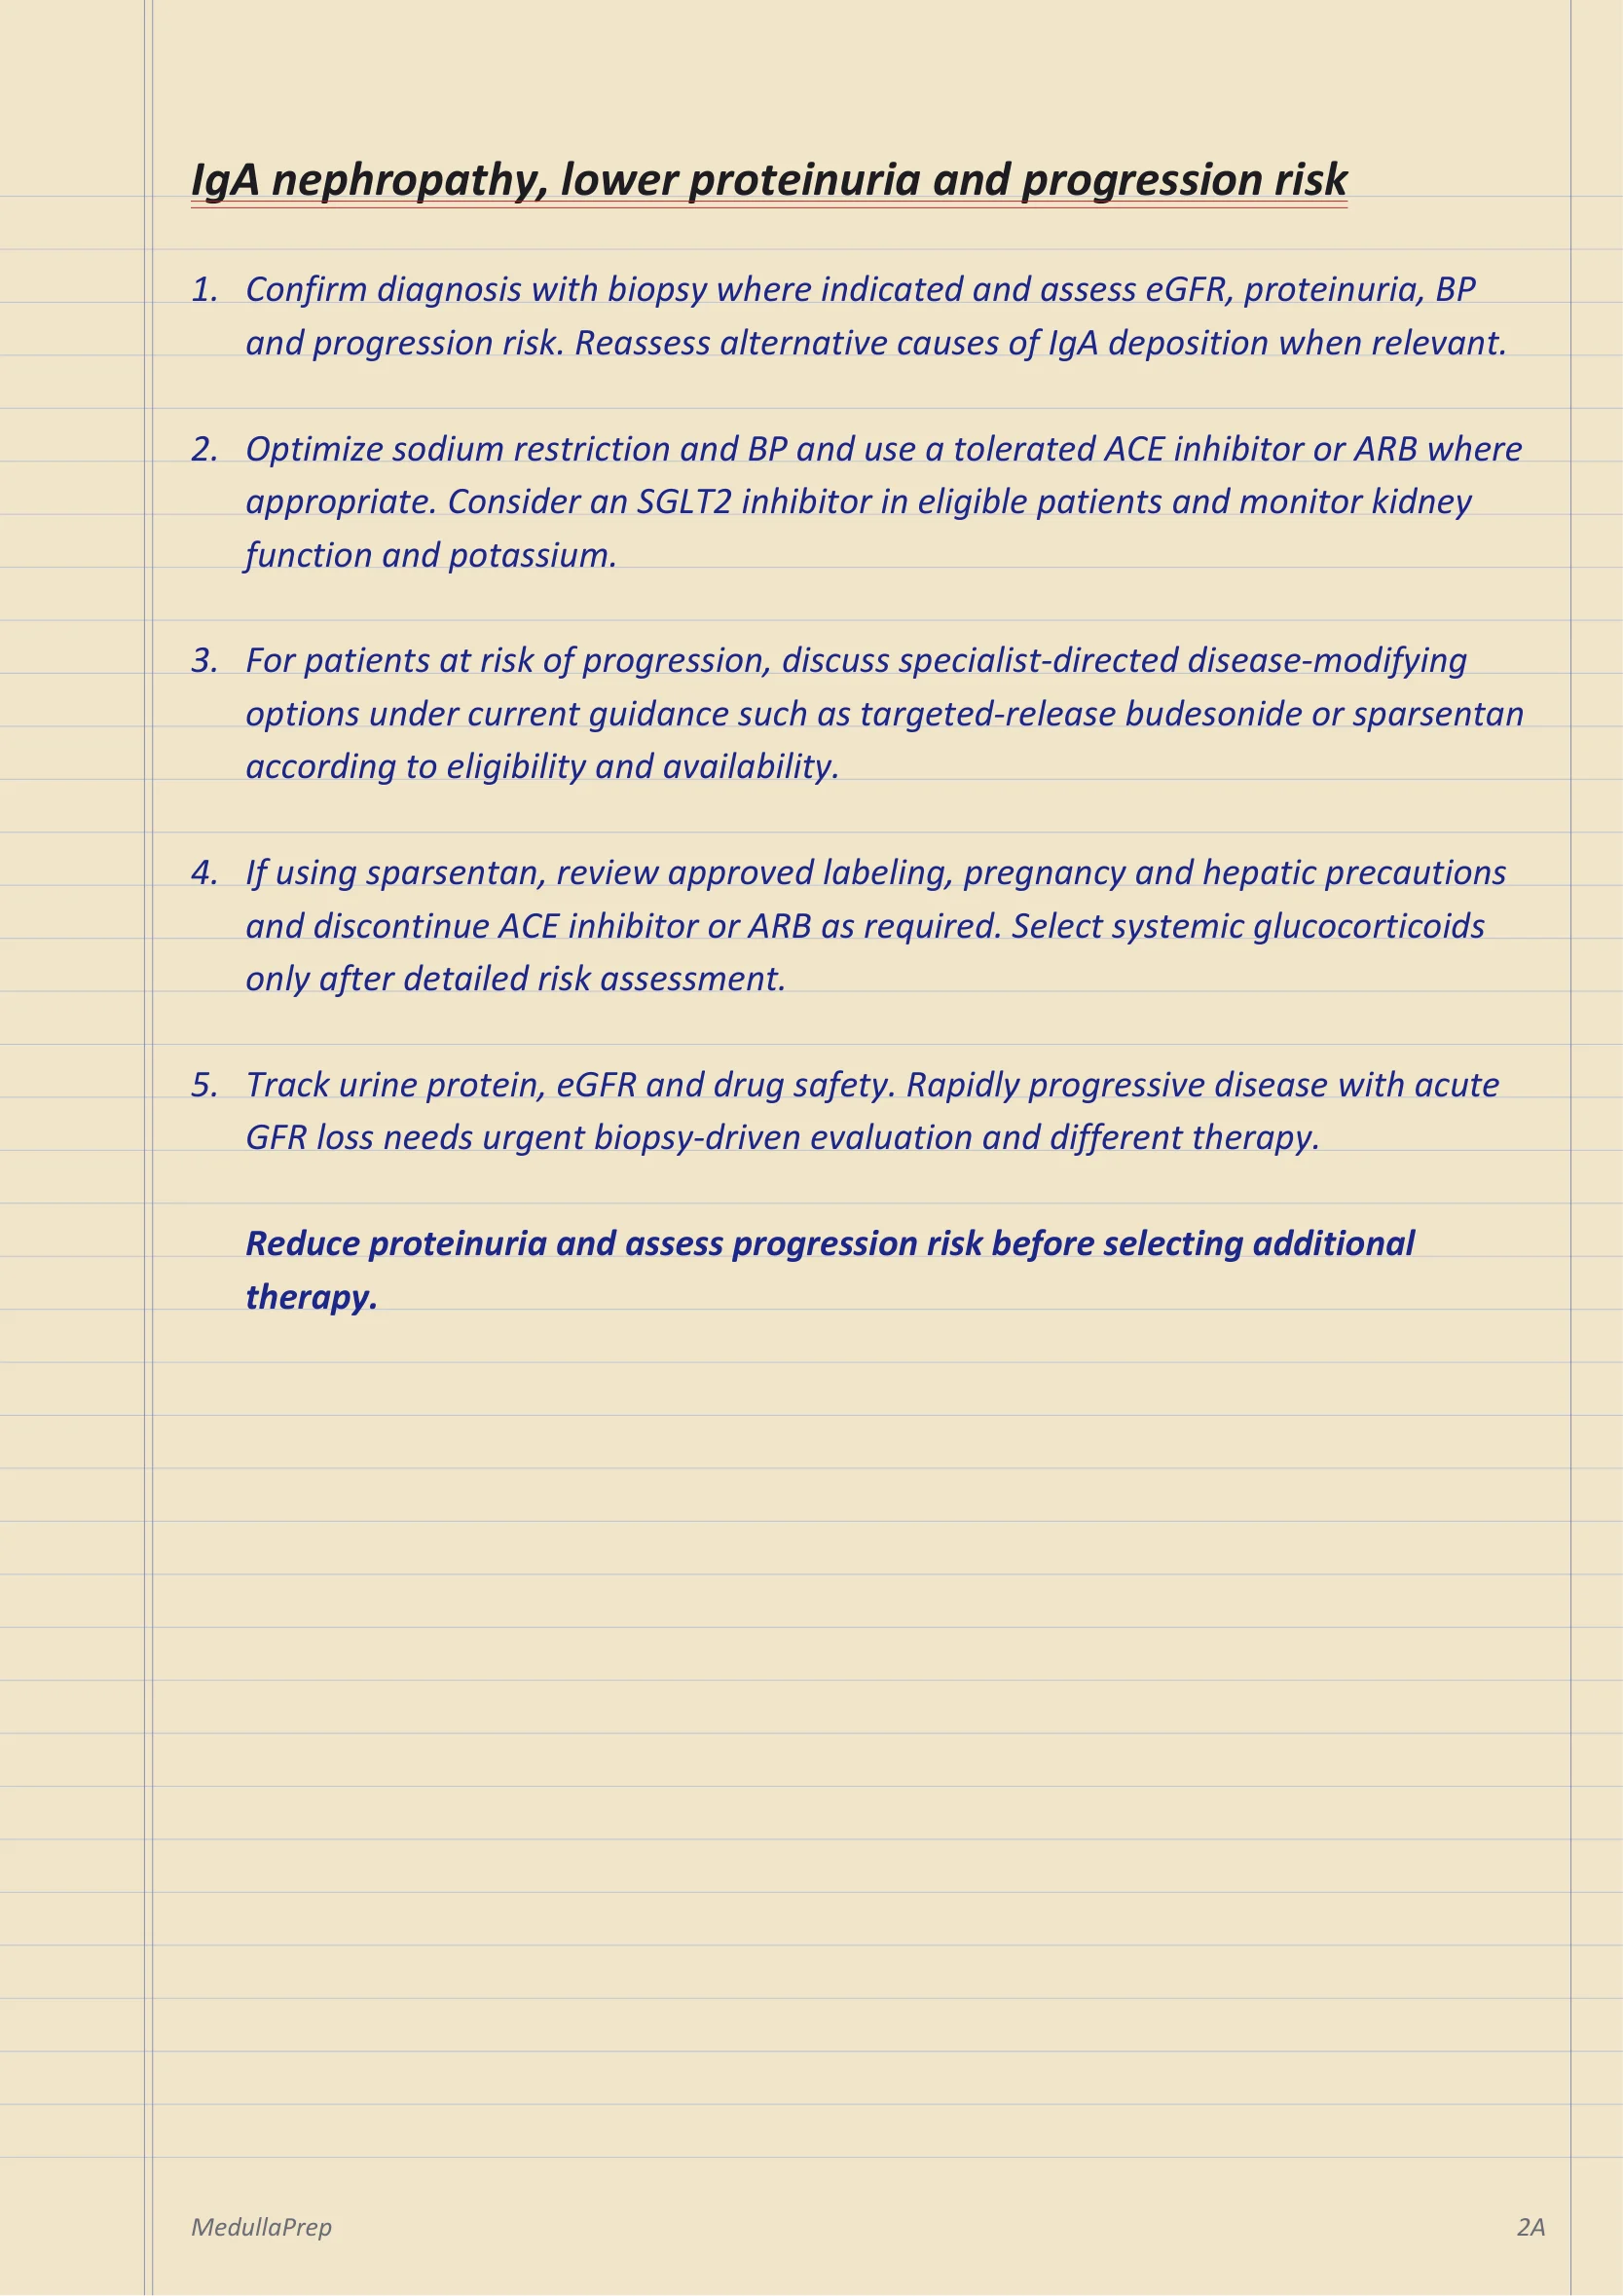 IgA nephropathy, lower proteinuria and progression risk
1. Confirm diagnosis with biopsy where indicated and assess eGFR, proteinuria, BP
and progression risk. Reassess alternative causes of IgA deposition when relevant.
2. Optimize sodium restriction and BP and use a tolerated ACE inhibitor or ARB where
appropriate. Consider an SGLT2 inhibitor in eligible patients and monitor kidney
function and potassium.
3. For patients at risk of progression, discuss specialist-directed disease-modifying
options under current guidance such as targeted-release budesonide or sparsentan
according to eligibility and availability.
4. If using sparsentan, review approved labeling, pregnancy and hepatic precautions
and discontinue ACE inhibitor or ARB as required. Select systemic glucocorticoids
only after detailed risk assessment.
5. Track urine protein, eGFR and drug safety. Rapidly progressive disease with acute
GFR loss needs urgent biopsy-driven evaluation and different therapy.
Reduce proteinuria and assess progression risk before selecting additional
therapy.
MedullaPrep
2A